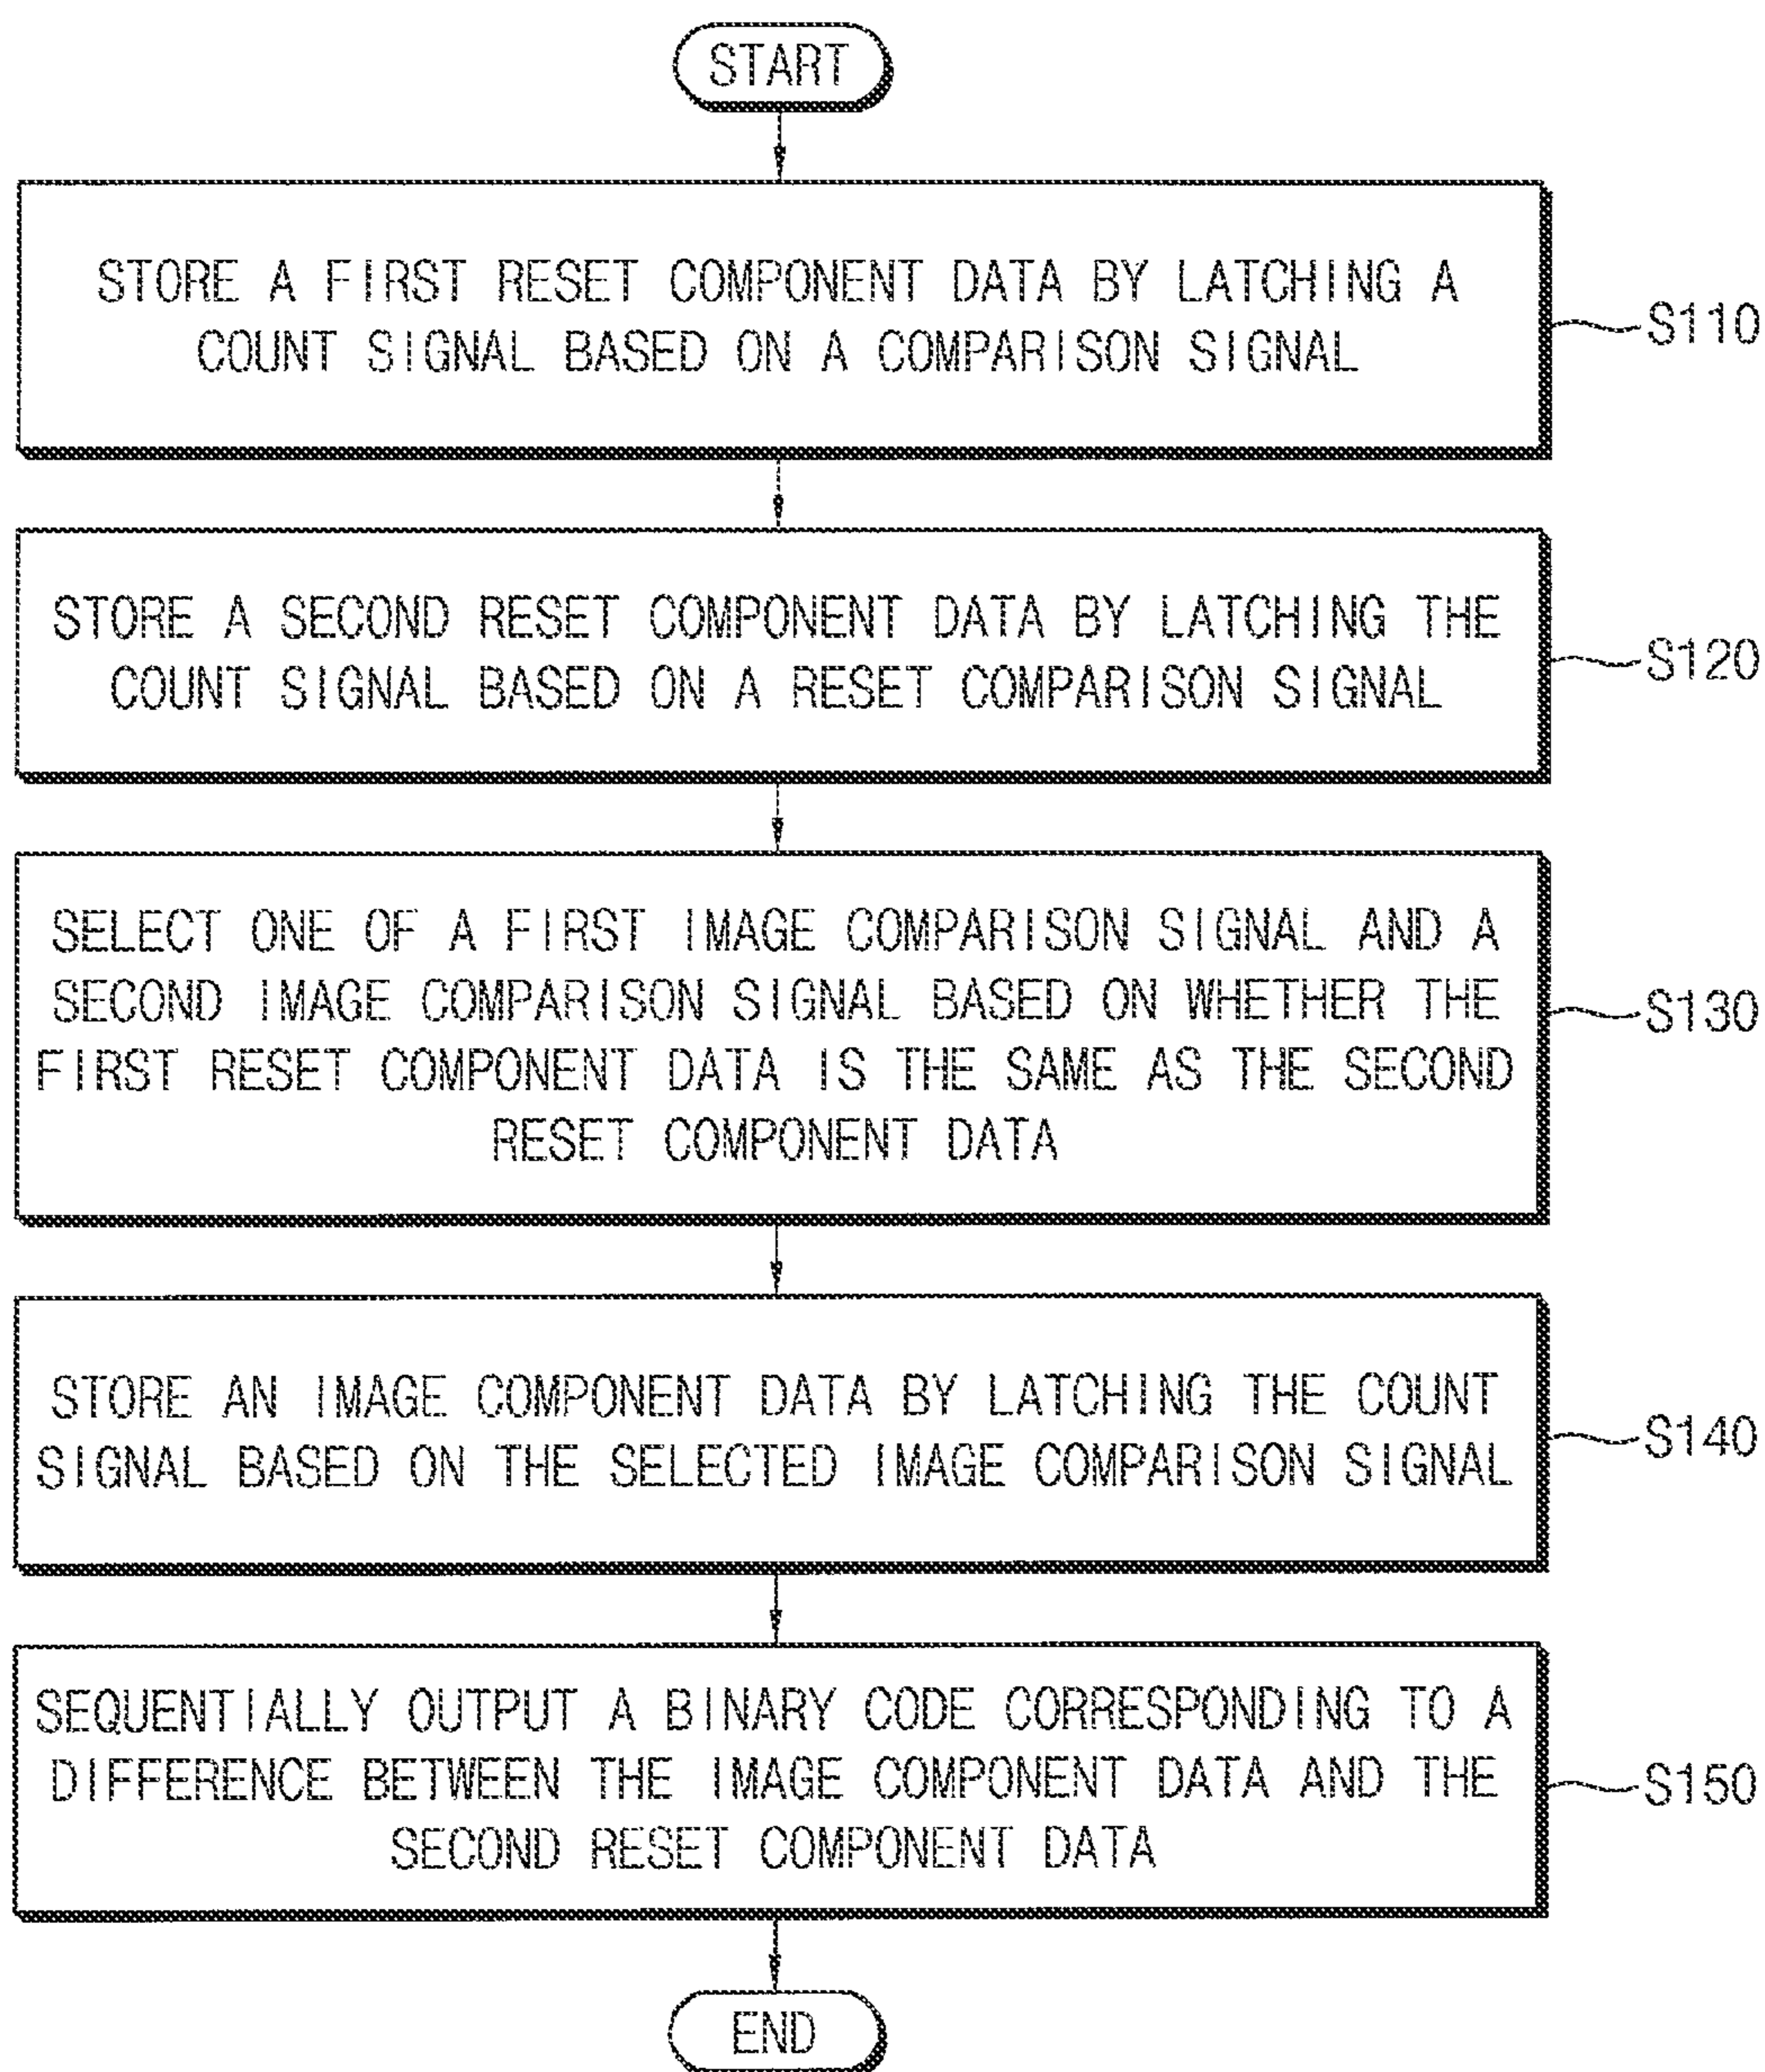 START
STORE A FIRST RESET COMPONENT DATA BY LATCHING A
COUNT SIGNAL BASED ON A COMPARISON SIGNAL
S110
STORE A SECOND RESET COMPONENT DATA BY LATCHING THE
COUNT SIGNAL BASED ON A RESET COMPARISON SIGNAL
S120
SELECT ONE OF A FIRST IMAGE COMPARISON SIGNAL AND A
SECOND IMAGE COMPARISON SIGNAL BASED ON WHETHER THE
FIRST RESET COMPONENT DATA IS THE SAME AS THE SECOND
RESET COMPONENT DATA
S130
STORE AN IMAGE COMPONENT DATA BY LATCHING THE COUNT
SIGNAL BASED ON THE SELECTED IMAGE COMPARISON SIGNAL
S140
SEQUENTIALLY OUTPUT A BINARY CODE CORRESPONDING TO A
DIFFERENCE BETWEEN THE IMAGE COMPONENT DATA AND THE
SECOND RESET COMPONENT DATA
S150
END